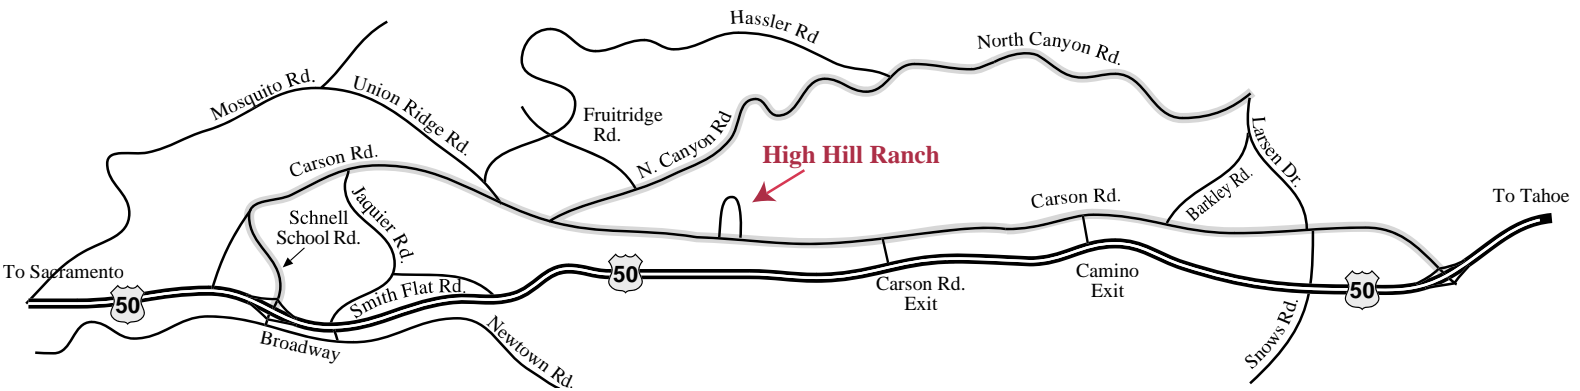 Hassler Rd
North Canyon Rd.
Mosquito Rd.
Union Ridge Rd.
Fruitridge
Rd.
N. Canyon Rd
Larsen Dr.
Carson Rd.
High Hill Ranch
Jaquier Rd.
Barkley Rd.
Carson Rd.
To Tahoe
Schnell
School Rd.
To Sacramento
50
Smith Flat Rd.
50
Carson Rd.
Exit
Camino
Exit
50
Broadway
Newtown Rd.
Snows Rd.